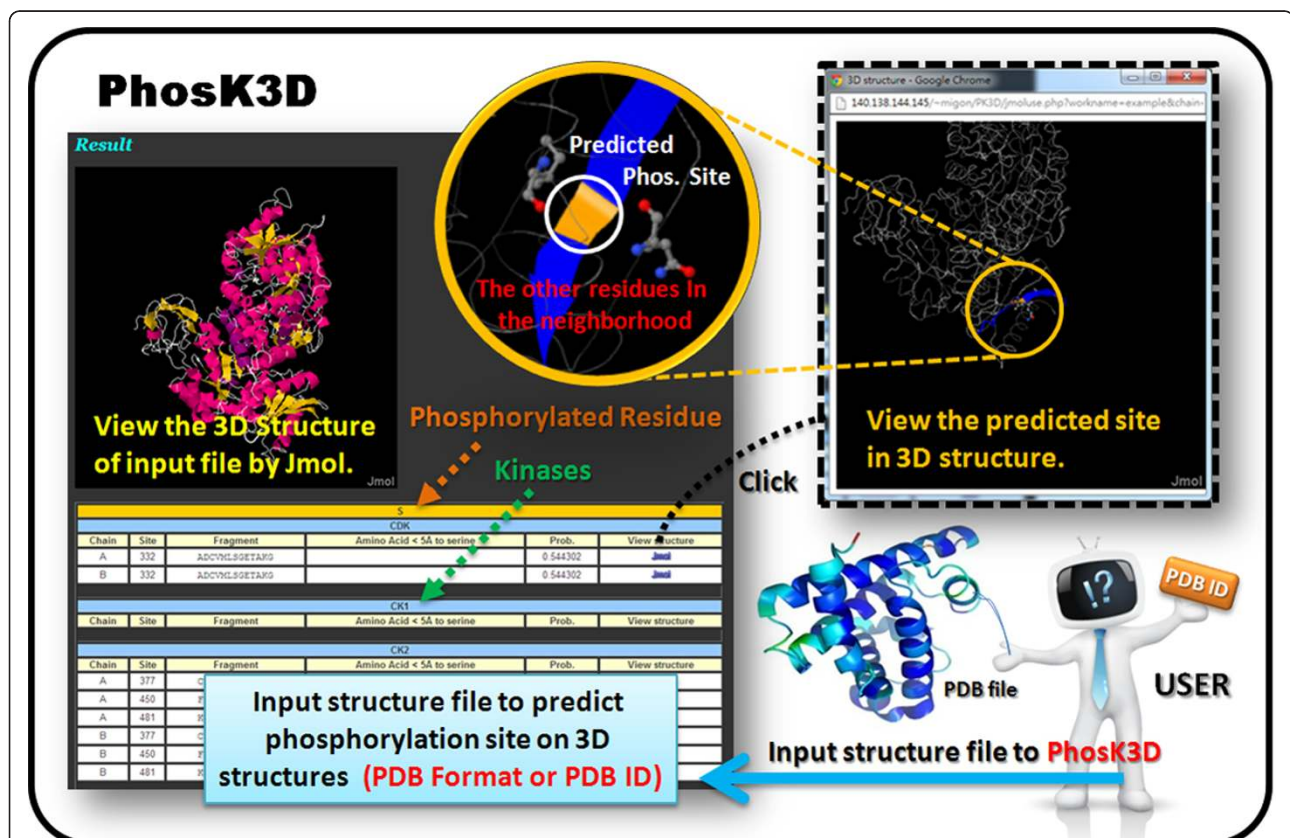 PhosK3D
Result
View the 3D Structure
of input file by Jmol.
Jmol
Predicted
Phos. Site
The other residues In
the neighborhood
3D structure - Google Chrome
140.138.144.145/~migon/PK3D/jmoluse.php?workname=example&chain=
View the predicted site
in 3D structure.
Jmol
Phosphorylated Residue
Kinases
Click
S
CDK
Chain Site Fragment Amino Acid < 5Å to serine Prob. View structure
A 332 ADCVMLSGETAKG 0.544302 Jmol
B 332 ADCVMLSGETAKG 0.544302 Jmol
CK1
Chain Site Fragment Amino Acid < 5Å to serine Prob. View structure
CK2
Chain Site Fragment Amino Acid < 5Å to serine Prob. View structure
A 377
A 450
A 481
B 377
B 450
B 481
Input structure file to predict
phosphorylation site on 3D
structures (PDB Format or PDB ID)
!?
PDB ID
PDB file
USER
Input structure file to PhosK3D